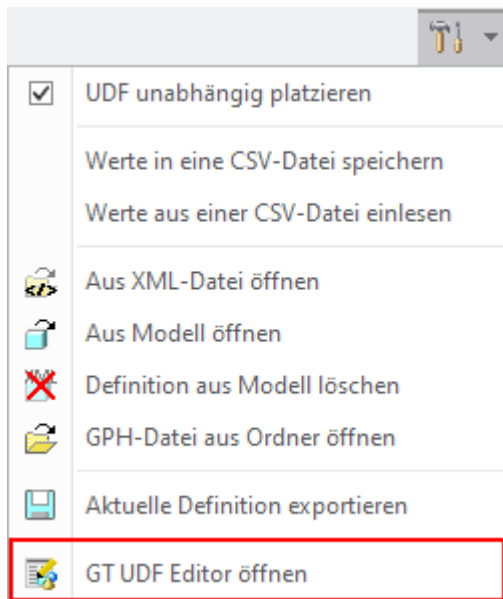 UDF unabhängig platzieren
Werte in eine CSV-Datei speichern
Werte aus einer CSV-Datei einlesen
Aus XML-Datei öffnen
Aus Modell öffnen
Definition aus Modell löschen
GPH-Datei aus Ordner öffnen
Aktuelle Definition exportieren
GT UDF Editor öffnen